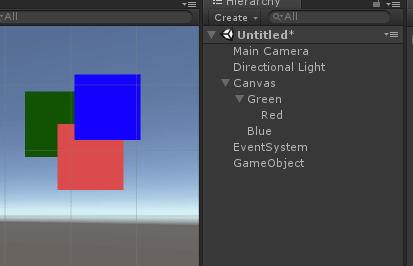 All
Hierarchy
Create
All
Untitled*
Main Camera
Directional Light
Canvas
Green
Red
Blue
EventSystem
GameObject